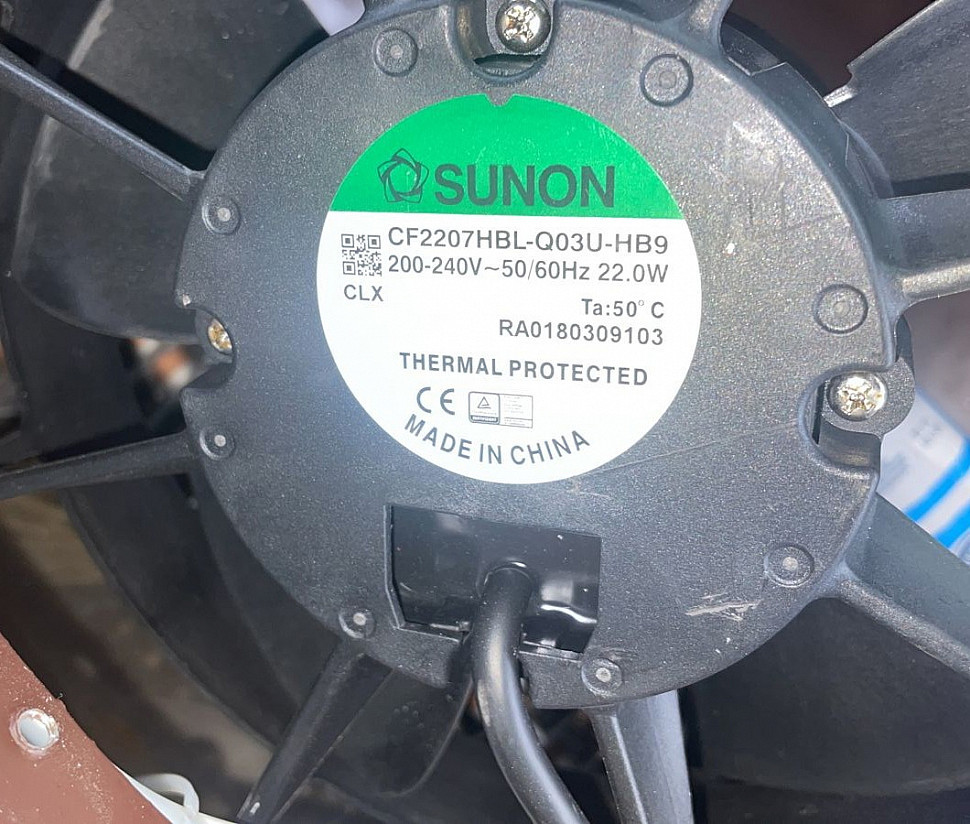 SUNON
CF2207HBL-Q03U-HB9
200-240V~50/60Hz 22.0W
CLX
Ta:50°C
RA0180309103
THERMAL PROTECTED
CE
MADE IN CHINA